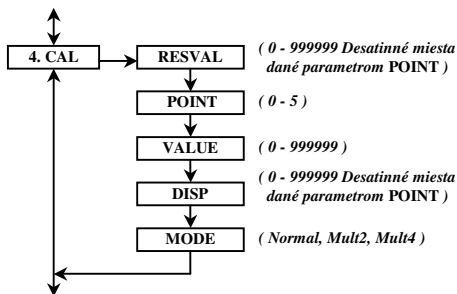 4. CAL
RESVAL
( 0 - 999999 Desatinné miesta
dané parametrom POINT )
POINT
( 0 - 5 )
VALUE
( 0 - 999999 )
DISP
( 0 - 999999 Desatinné miesta
dané parametrom POINT )
MODE
( Normal, Mult2, Mult4 )